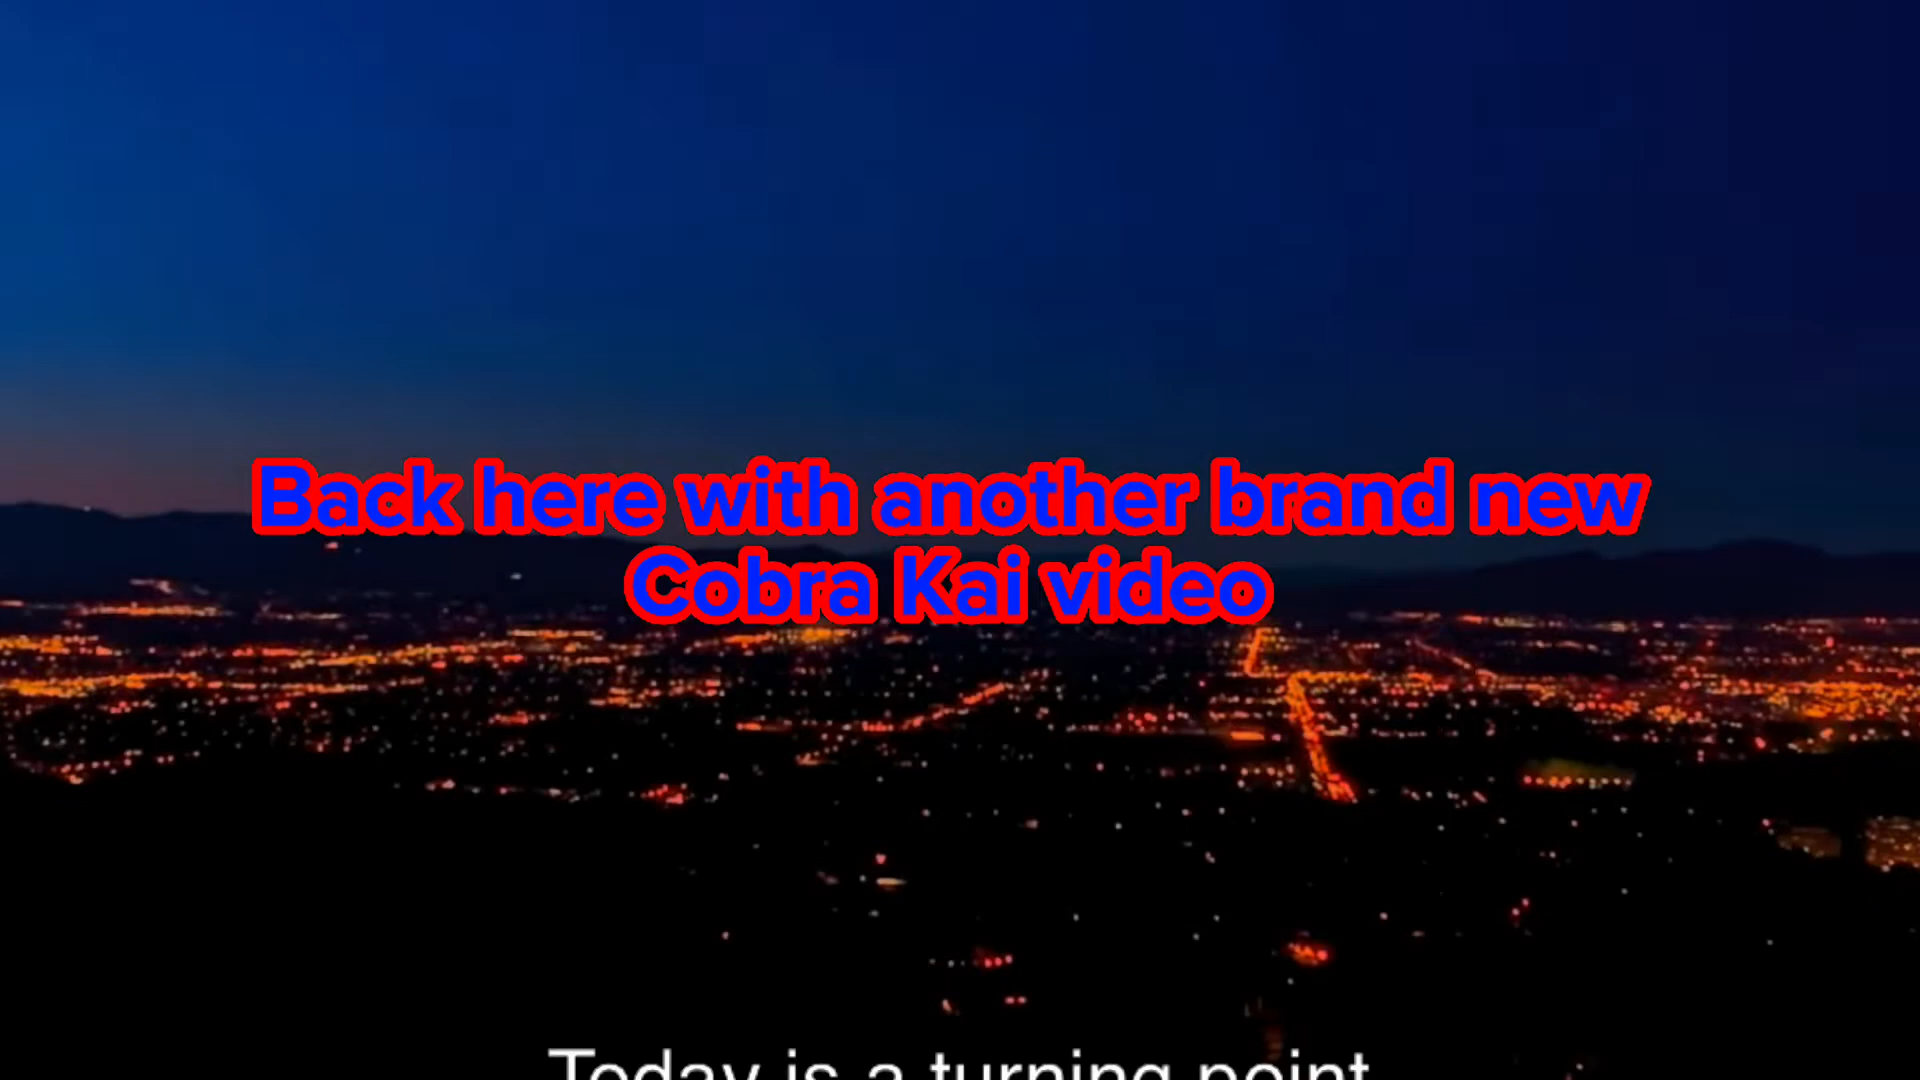 Back here with another brand new
Cobra Kai video
Today is a turning point